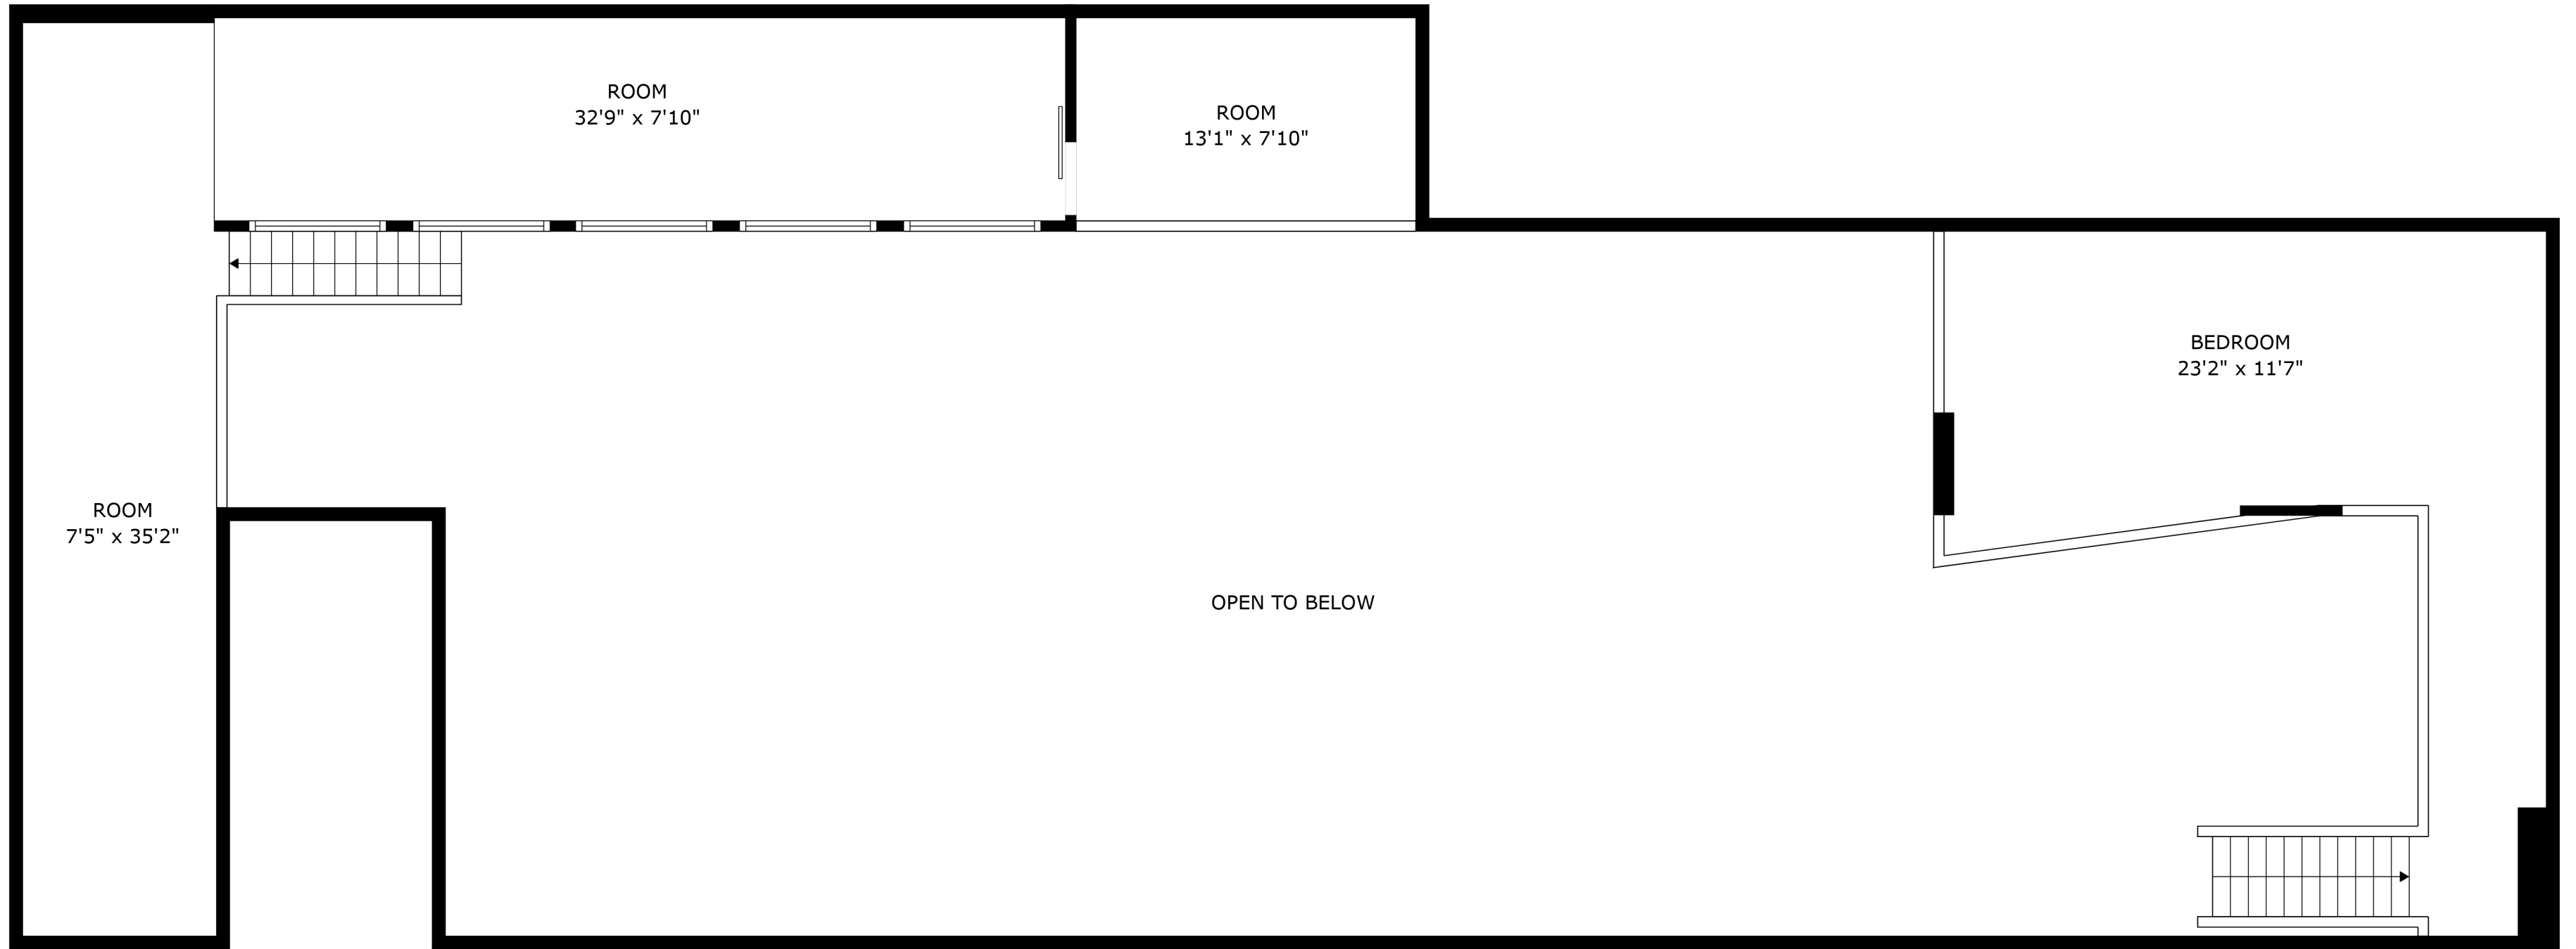 ROOM
32'9" x 7'10"
ROOM
13'1" x 7'10"
BEDROOM
23'2" x 11'7"
ROOM
7'5" x 35'2"
OPEN TO BELOW